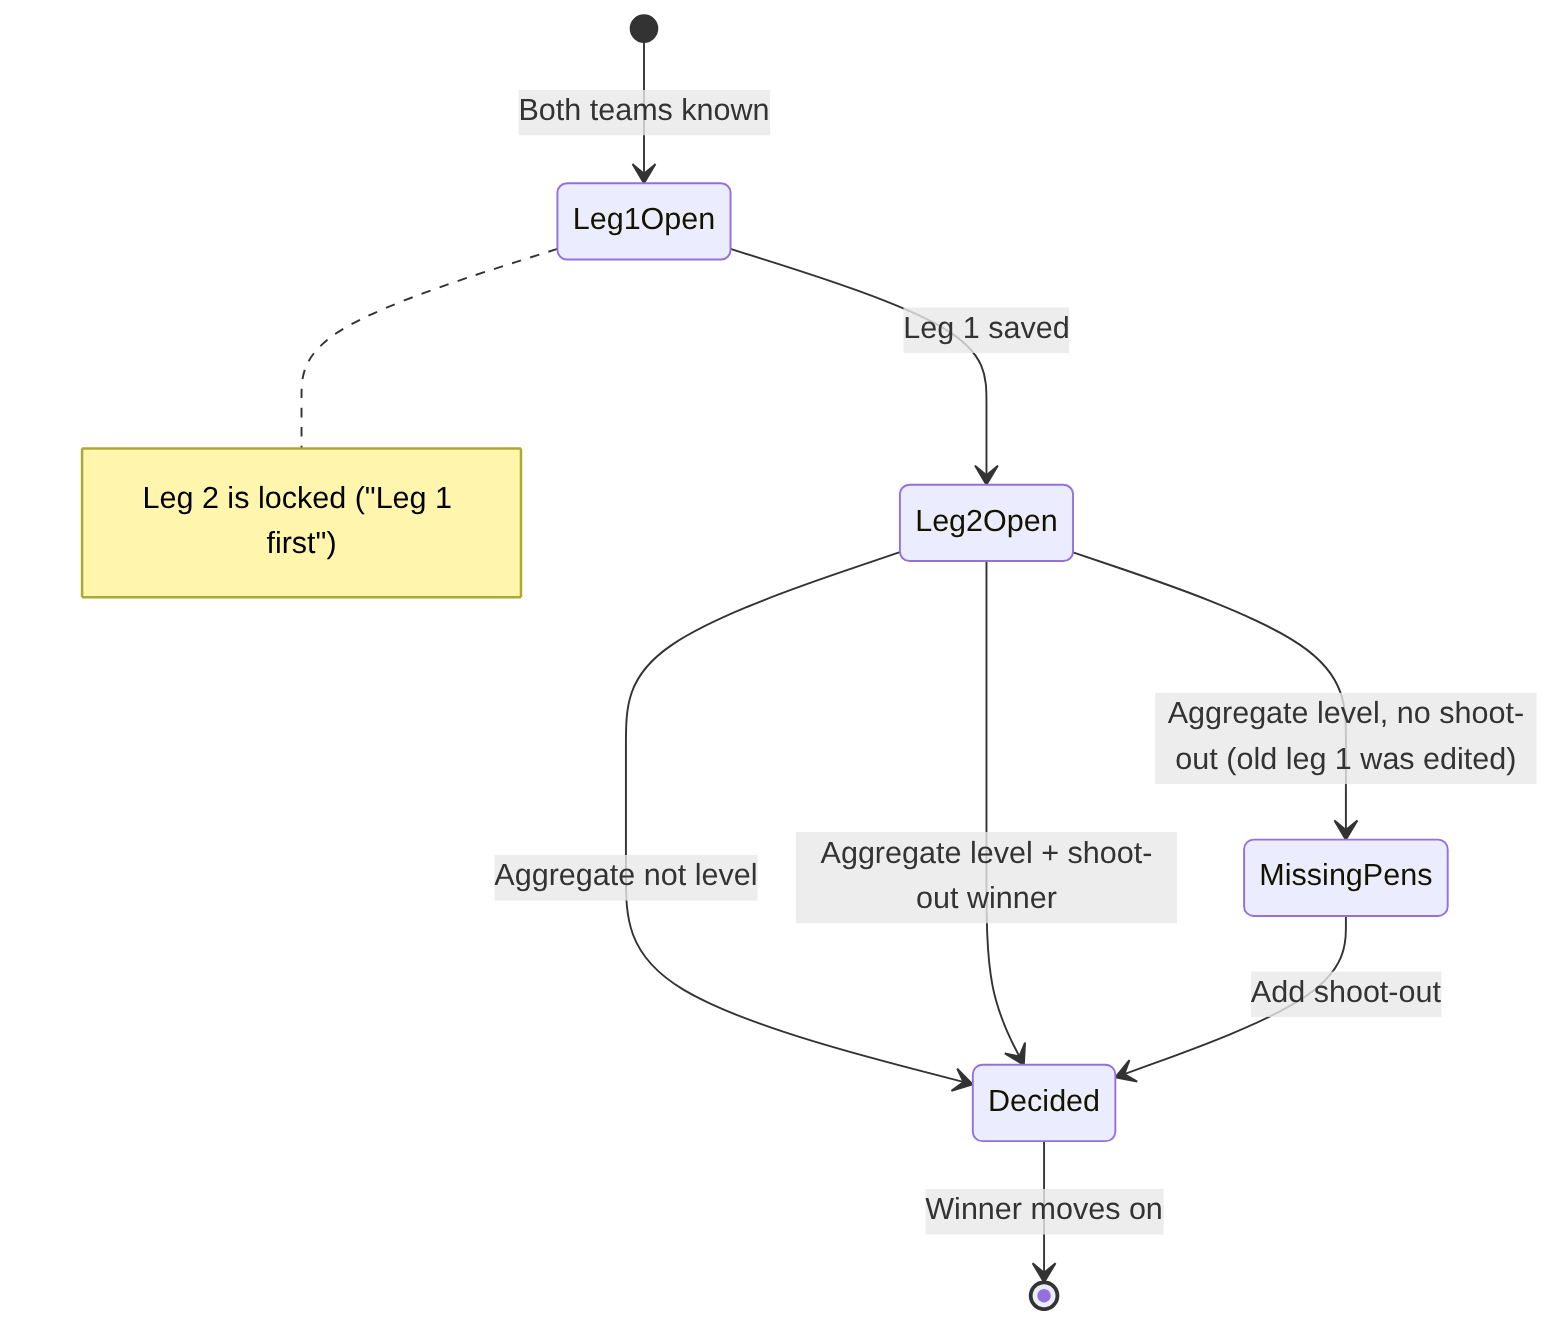 Both teams known
Leg1Open
Leg 1 saved
Leg 2 is locked ("Leg 1
first")
Leg2Open
Aggregate level, no shoot-
out (old leg 1 was edited)
Aggregate not level
Aggregate level + shoot-
out winner
MissingPens
Add shoot-out
Decided
Winner moves on